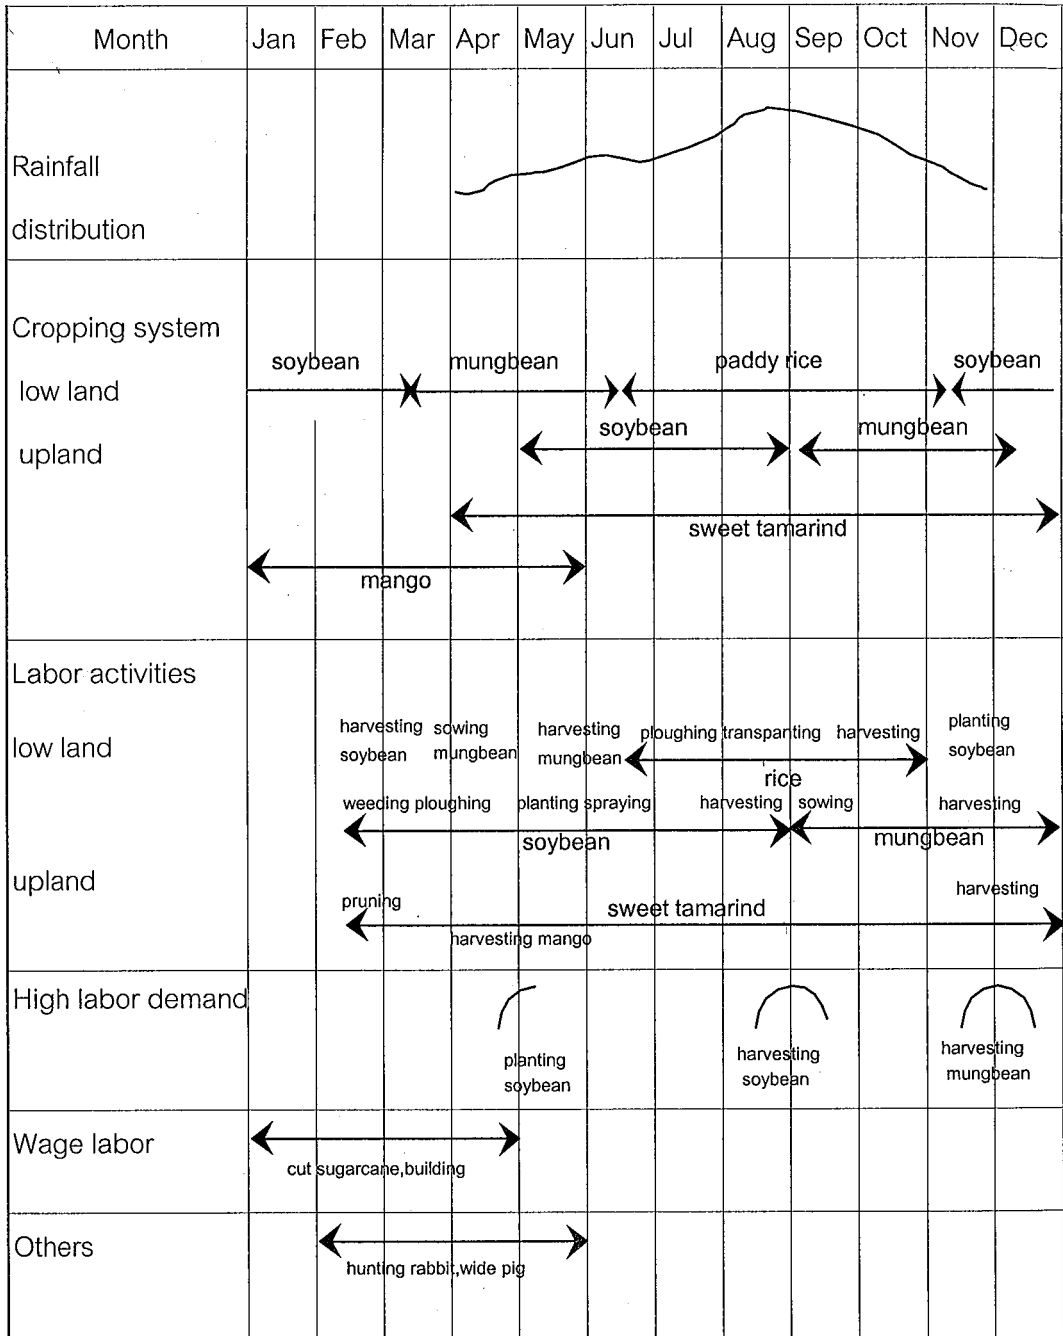 Month Jan Feb Mar Apr May Jun Jul Aug Sep Oct Nov Dec
Rainfall
distribution
Cropping system
soybean mungbean paddy rice soybean
low land
soybean mungbean
upland
sweet tamarind
mango
Labor activities
harvesting sowing harvesting ploughing transpanting harvesting planting
low land
soybean mungbean mungbean soybean
rice
weeding ploughing planting spraying harvesting sowing harvesting
soybean mungbean
upland
pruning sweet tamarind harvesting
harvesting mango
High labor demand
planting harvesting harvesting
soybean soybean mungbean
Wage labor
cut sugarcane,building
Others
hunting rabbit,wide pig